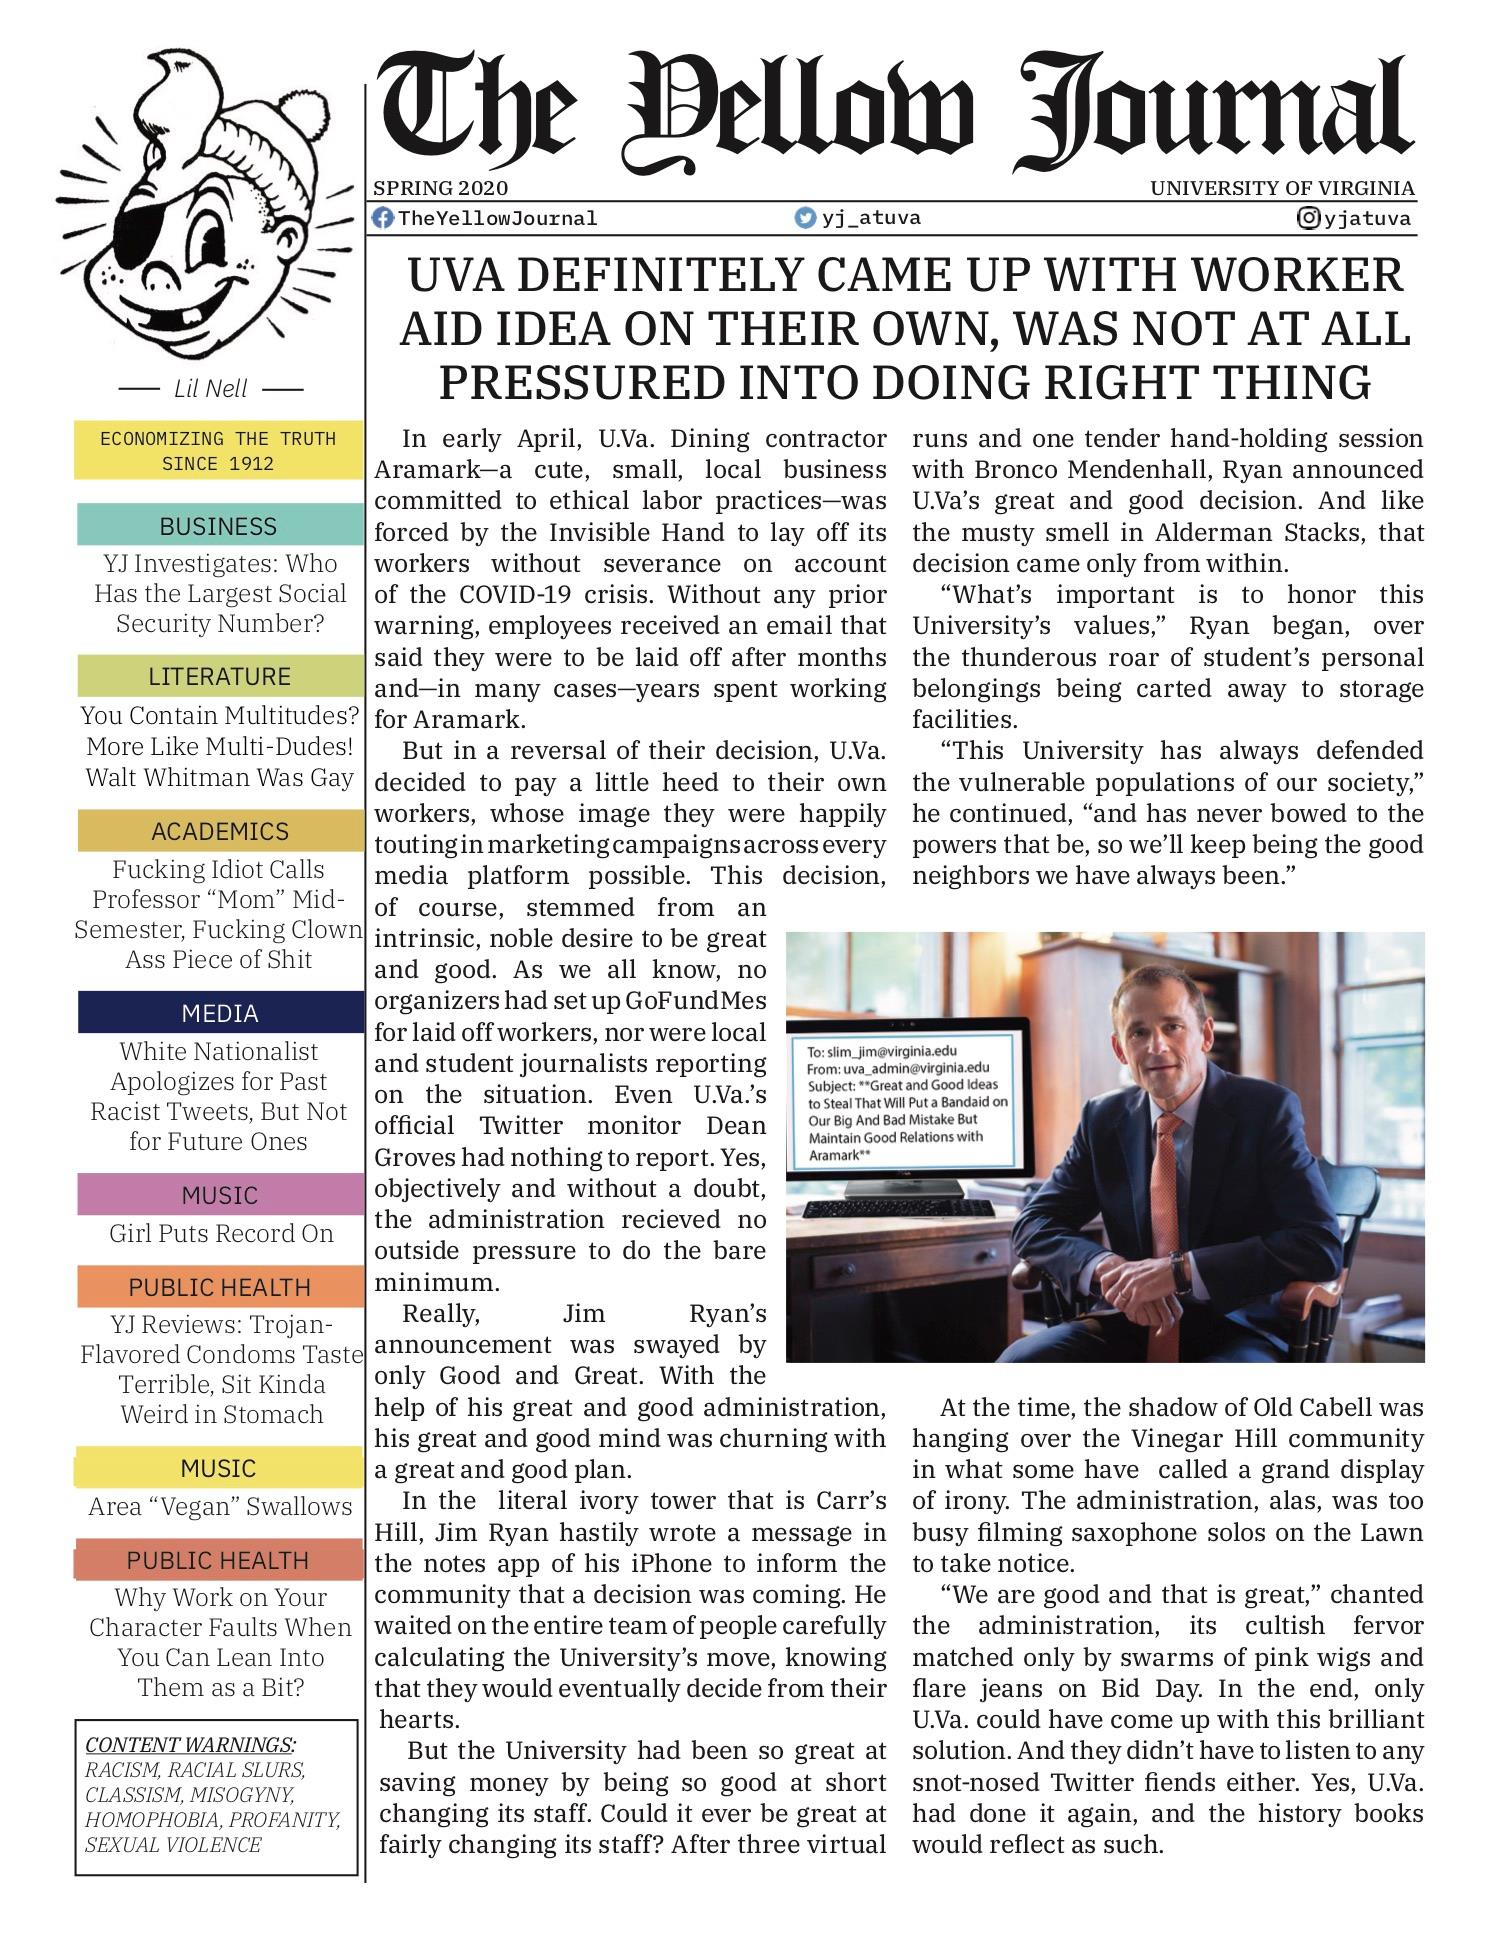 The Yellow Journal
SPRING 2020
UNIVERSITY OF VIRGINIA
TheYellowJournal
yj_atuva
yjatuva
Lil Nell
ECONOMIZING THE TRUTH
SINCE 1912
BUSINESS
YJ Investigates: Who
Has the Largest Social
Security Number?
LITERATURE
You Contain Multitudes?
More Like Multi-Dudes!
Walt Whitman Was Gay
ACADEMICS
Fucking Idiot Calls
Professor “Mom” Mid-
Semester, Fucking Clown
Ass Piece of Shit
MEDIA
White Nationalist
Apologizes for Past
Racist Tweets, But Not
for Future Ones
MUSIC
Girl Puts Record On
PUBLIC HEALTH
YJ Reviews: Trojan-
Flavored Condoms Taste
Terrible, Sit Kinda
Weird in Stomach
MUSIC
Area “Vegan” Swallows
PUBLIC HEALTH
Why Work on Your
Character Faults When
You Can Lean Into
Them as a Bit?
CONTENT WARNINGS:
RACISM, RACIAL SLURS,
CLASSISM, MISOGYNY,
HOMOPHOBIA, PROFANITY,
SEXUAL VIOLENCE
UVA DEFINITELY CAME UP WITH WORKER
AID IDEA ON THEIR OWN, WAS NOT AT ALL
PRESSURED INTO DOING RIGHT THING
In early April, U.Va. Dining contractor
Aramark—a cute, small, local business
committed to ethical labor practices—was
forced by the Invisible Hand to lay off its
workers without severance on account
of the COVID-19 crisis. Without any prior
warning, employees received an email that
said they were to be laid off after months
and—in many cases—years spent working
for Aramark.
But in a reversal of their decision, U.Va.
decided to pay a little heed to their own
workers, whose image they were happily
touting in marketing campaigns across every
media platform possible. This decision,
of course, stemmed from an
intrinsic, noble desire to be great
and good. As we all know, no
organizers had set up GoFundMes
for laid off workers, nor were local
and student journalists reporting
on the situation. Even U.Va.’s
official Twitter monitor Dean
Groves had nothing to report. Yes,
objectively and without a doubt,
the administration recieved no
outside pressure to do the bare
minimum.
Really, Jim Ryan’s
announcement was swayed by
only Good and Great. With the
help of his great and good administration,
his great and good mind was churning with
a great and good plan.
In the literal ivory tower that is Carr’s
Hill, Jim Ryan hastily wrote a message in
the notes app of his iPhone to inform the
community that a decision was coming. He
waited on the entire team of people carefully
calculating the University’s move, knowing
that they would eventually decide from their
hearts.
But the University had been so great at
saving money by being so good at short
changing its staff. Could it ever be great at
fairly changing its staff? After three virtual
runs and one tender hand-holding session
with Bronco Mendenhall, Ryan announced
U.Va’s great and good decision. And like
the musty smell in Alderman Stacks, that
decision came only from within.
“What’s important is to honor this
University’s values,” Ryan began, over
the thunderous roar of student’s personal
belongings being carted away to storage
facilities.
“This University has always defended
the vulnerable populations of our society,”
he continued, “and has never bowed to the
powers that be, so we’ll keep being the good
neighbors we have always been.”
To: slim_jim@virginia.edu
From: uva_admin@virginia.edu
Subject: **Great and Good Ideas
to Steal That Will Put a Bandaid on
Our Big And Bad Mistake But
Maintain Good Relations with
Aramark**
At the time, the shadow of Old Cabell was
hanging over the Vinegar Hill community
in what some have called a grand display
of irony. The administration, alas, was too
busy filming saxophone solos on the Lawn
to take notice.
“We are good and that is great,” chanted
the administration, its cultish fervor
matched only by swarms of pink wigs and
flare jeans on Bid Day. In the end, only
U.Va. could have come up with this brilliant
solution. And they didn’t have to listen to any
snot-nosed Twitter fiends either. Yes, U.Va.
had done it again, and the history books
would reflect as such.